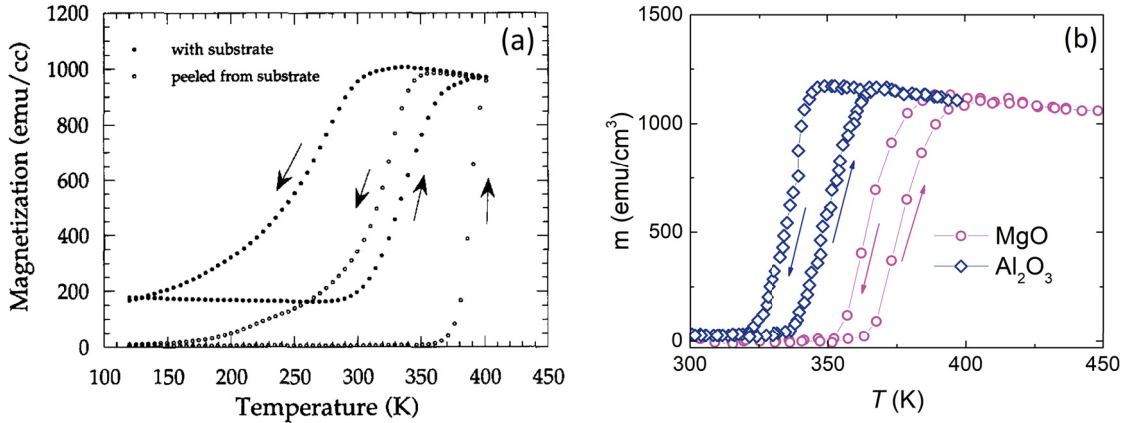 (a)
with substrate
peeled from substrate
Magnetization (emu/cc)
1200
1000
800
600
400
200
0
100 150 200 250 300 350 400 450
Temperature (K)
(b)
m (emu/cm³)
1500
1000
500
0
MgO
Al₂O₃
300 350 400 450
T (K)